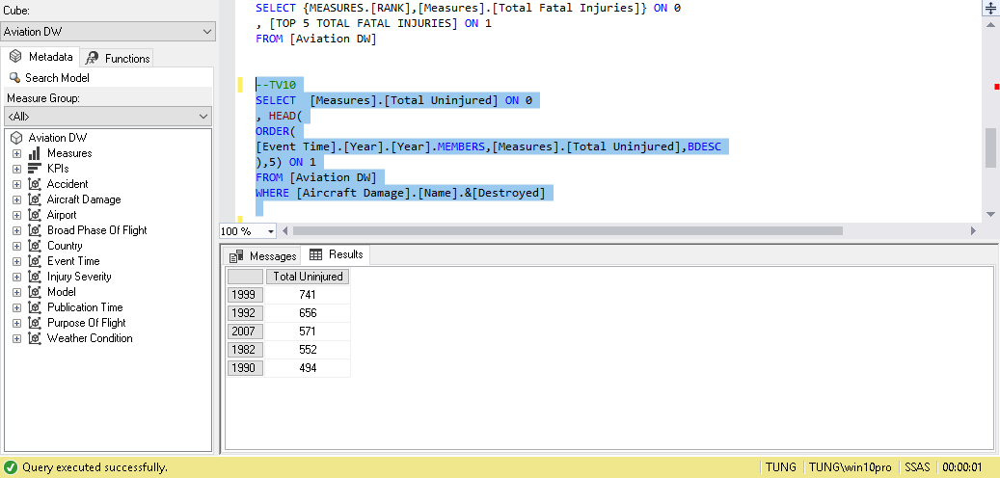 Cube:
Aviation DW
Metadata
Functions
Search Model
Measure Group:
<All>
Aviation DW
Measures
KPIs
Accident
Aircraft Damage
Airport
Broad Phase Of Flight
Country
Event Time
Injury Severity
Model
Publication Time
Purpose Of Flight
Weather Condition
SELECT {MEASURES.[RANK],[Measures].[Total Fatal Injuries]} ON 0
, [TOP 5 TOTAL FATAL INJURIES] ON 1
FROM [Aviation DW]
--TV10
SELECT  [Measures].[Total Uninjured] ON 0
, HEAD(
ORDER(
[Event Time].[Year].[Year].MEMBERS,[Measures].[Total Uninjured],BDESC
),5) ON 1
FROM [Aviation DW]
WHERE [Aircraft Damage].[Name].&[Destroyed]
100 %
Messages
Results
Total Uninjured
1999 741
1992 656
2007 571
1982 552
1990 494
Query executed successfully.
TUNG
TUNG\win10pro
SSAS
00:00:01